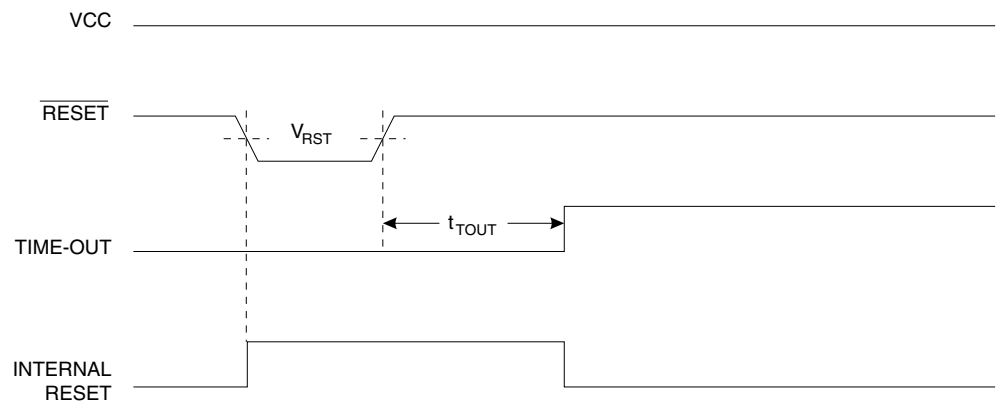 VCC
RESET
V_RST
t_TOUT
TIME-OUT
INTERNAL
RESET